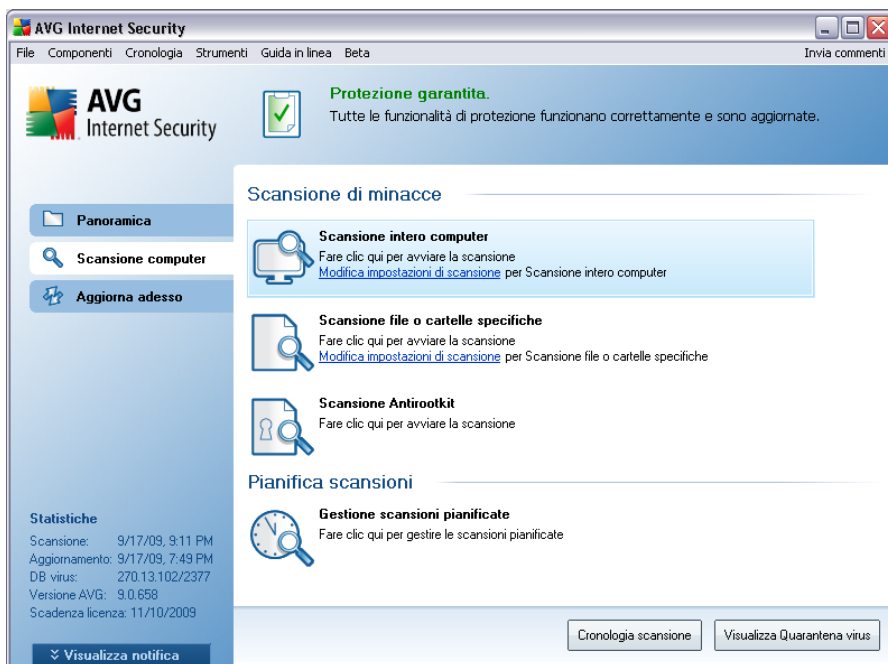 AVG Internet Security
File Componenti Cronologia Strumenti Guida in linea Beta Invia commenti
AVG
Internet Security
Protezione garantita.
Tutte le funzionalità di protezione funzionano correttamente e sono aggiornate.
Panoramica
Scansione computer
Aggiorna adesso
Scansione di minacce
Scansione intero computer
Fare clic qui per avviare la scansione
Modifica impostazioni di scansione per Scansione intero computer
Scansione file o cartelle specifiche
Fare clic qui per avviare la scansione
Modifica impostazioni di scansione per Scansione file o cartelle specifiche
Scansione Antirootkit
Fare clic qui per avviare la scansione
Pianifica scansioni
Gestione scansioni pianificate
Fare clic qui per gestire le scansioni pianificate
Statistiche
Scansione: 9/17/09, 9:11 PM
Aggiornamento: 9/17/09, 7:49 PM
DB virus: 270.13.102/2377
Versione AVG: 9.0.658
Scadenza licenza: 11/10/2009
Visualizza notifica
Cronologia scansione
Visualizza Quarantena virus